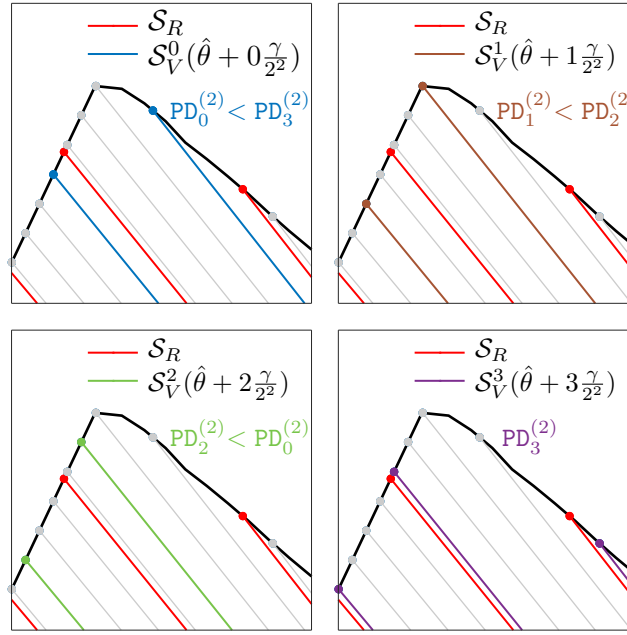 𝒮_R
𝒮_V^0(θ̂ + 0 γ/2²)
PD_0^(2) < PD_3^(2)
𝒮_R
𝒮_V^1(θ̂ + 1 γ/2²)
PD_1^(2) < PD_2^(2)
𝒮_R
𝒮_V^2(θ̂ + 2 γ/2²)
PD_2^(2) < PD_0^(2)
𝒮_R
𝒮_V^3(θ̂ + 3 γ/2²)
PD_3^(2)